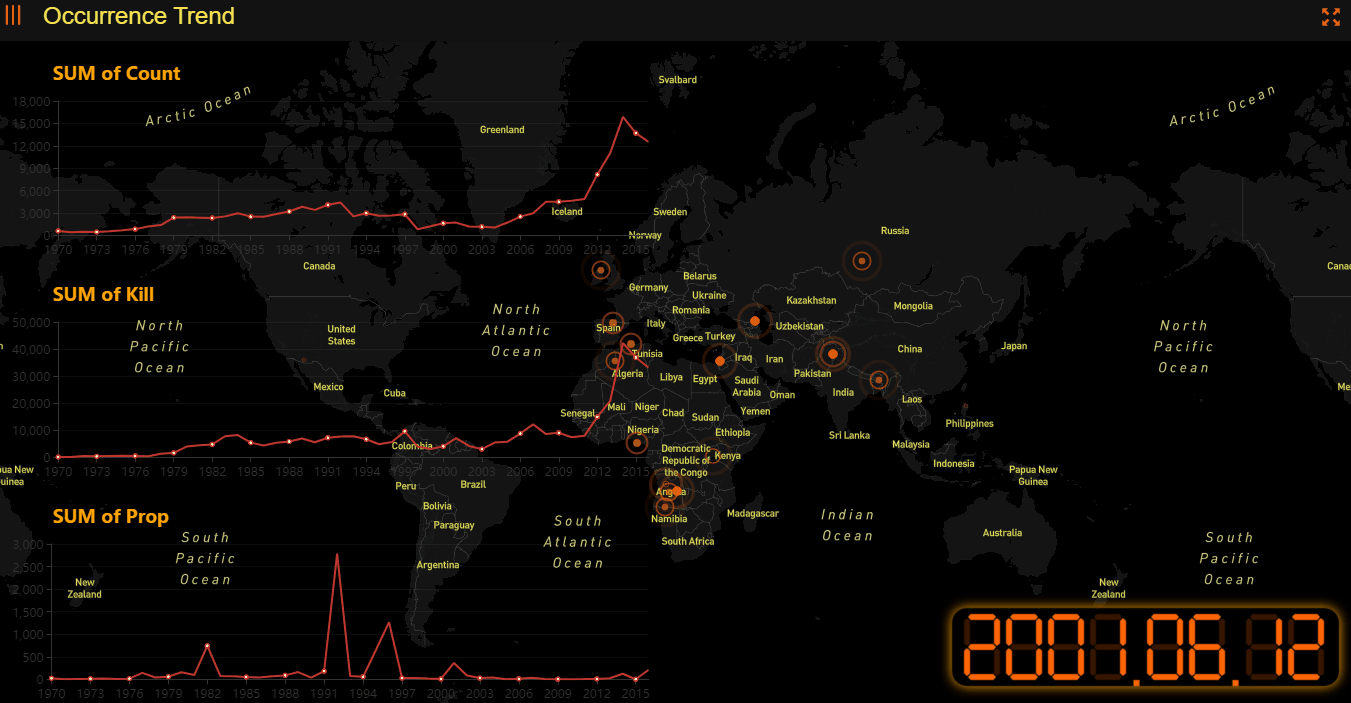 Occurrence Trend
SUM of Count
18,000
15,000
12,000
9,000
6,000
3,000
0
1970 1973 1976 1979 1982 1985 1988 1991 1994 1997 2000 2003 2006 2009 2012 2015
SUM of Kill
50,000
40,000
30,000
20,000
10,000
0
1970 1973 1976 1979 1982 1985 1988 1991 1994 1997 2000 2003 2006 2009 2012 2015
SUM of Prop
3,000
2,500
2,000
1,500
1,000
500
0
1970 1973 1976 1979 1982 1985 1988 1991 1994 1997 2000 2003 2006 2009 2012 2015
Arctic Ocean
Svalbard
Arctic Ocean
Greenland
Iceland
Sweden
Norway
Russia
Canada
Belarus
Germany
Ukraine
Kazakhstan
Mongolia
North
Pacific
Ocean
United
States
North
Atlantic
Ocean
Romania
Spain
Italy
Greece
Turkey
Uzbekistan
North
Pacific
Ocean
Japan
China
Tunisia
Iraq
Iran
Algeria
Libya
Egypt
Saudi
Arabia
Pakistan
Mexico
Cuba
India
Oman
Laos
Senegal
Mali
Niger
Chad
Sudan
Yemen
Philippines
Nigeria
Ethiopia
Sri Lanka
Malaysia
Colombia
Democratic
Republic of
the Congo
Kenya
Indonesia
Papua New
Guinea
Peru
Brazil
Angola
Bolivia
Namibia
Madagascar
Indian
Ocean
Paraguay
South
Atlantic
Ocean
South Africa
Australia
South
Pacific
Ocean
South
Pacific
Ocean
Argentina
New
Zealand
New
Zealand
2001.05.12